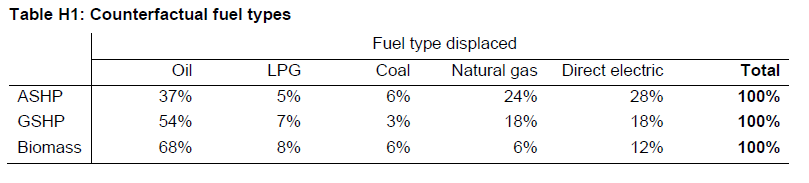 Table H1: Counterfactual fuel types
Fuel type displaced
Oil LPG Coal Natural gas Direct electric Total
ASHP 37% 5% 6% 24% 28% 100%
GSHP 54% 7% 3% 18% 18% 100%
Biomass 68% 8% 6% 6% 12% 100%